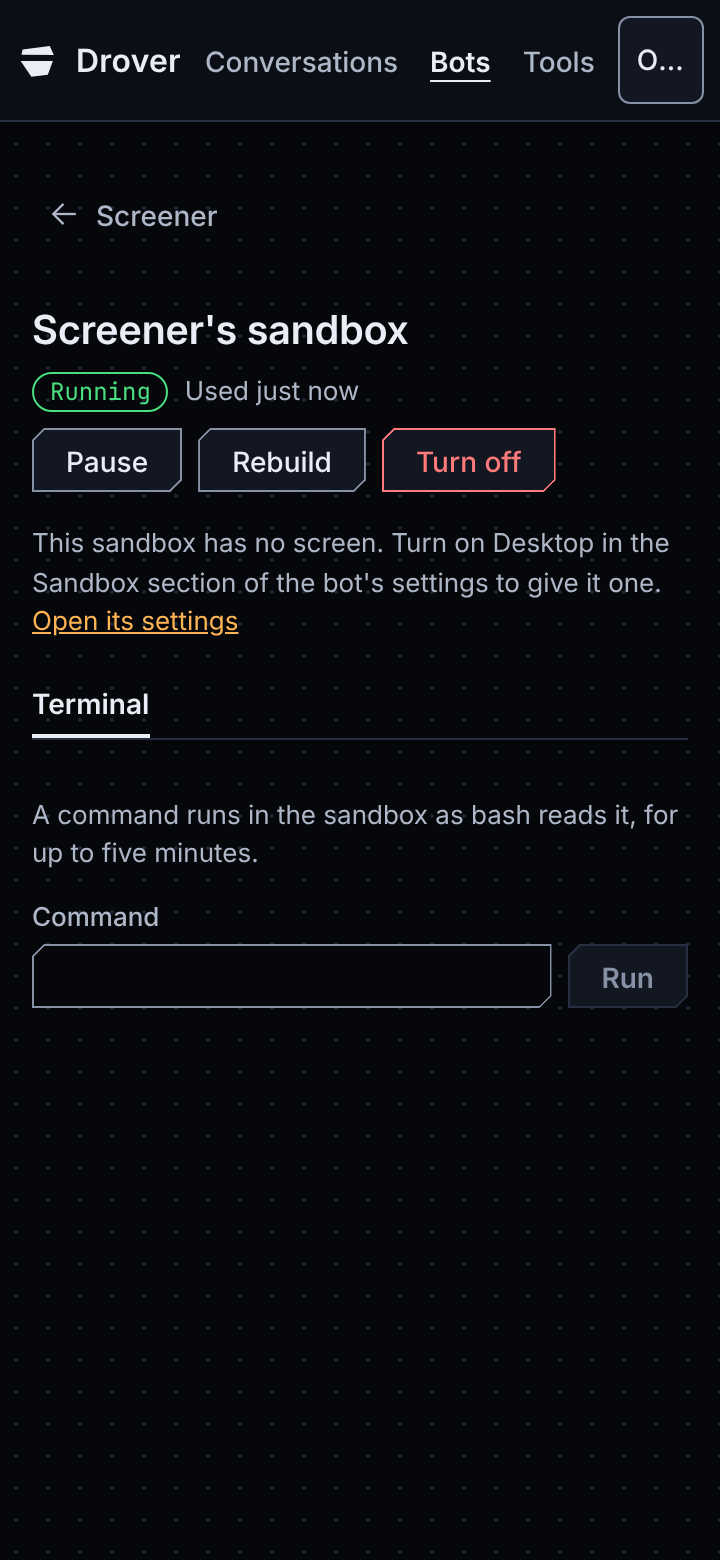 Drover Conversations Bots Tools O...
← Screener
Screener's sandbox
Running Used just now
Pause Rebuild Turn off
This sandbox has no screen. Turn on Desktop in the
Sandbox section of the bot's settings to give it one.
Open its settings
Terminal
A command runs in the sandbox as bash reads it, for
up to five minutes.
Command
Run